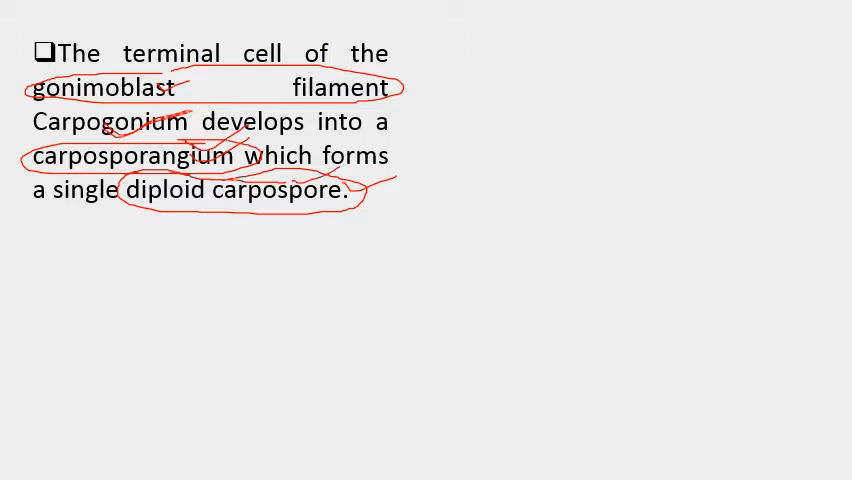 ❑The terminal cell of the
gonimoblast filament
Carpogonium develops into a
carposporangium which forms
a single diploid carpospore.